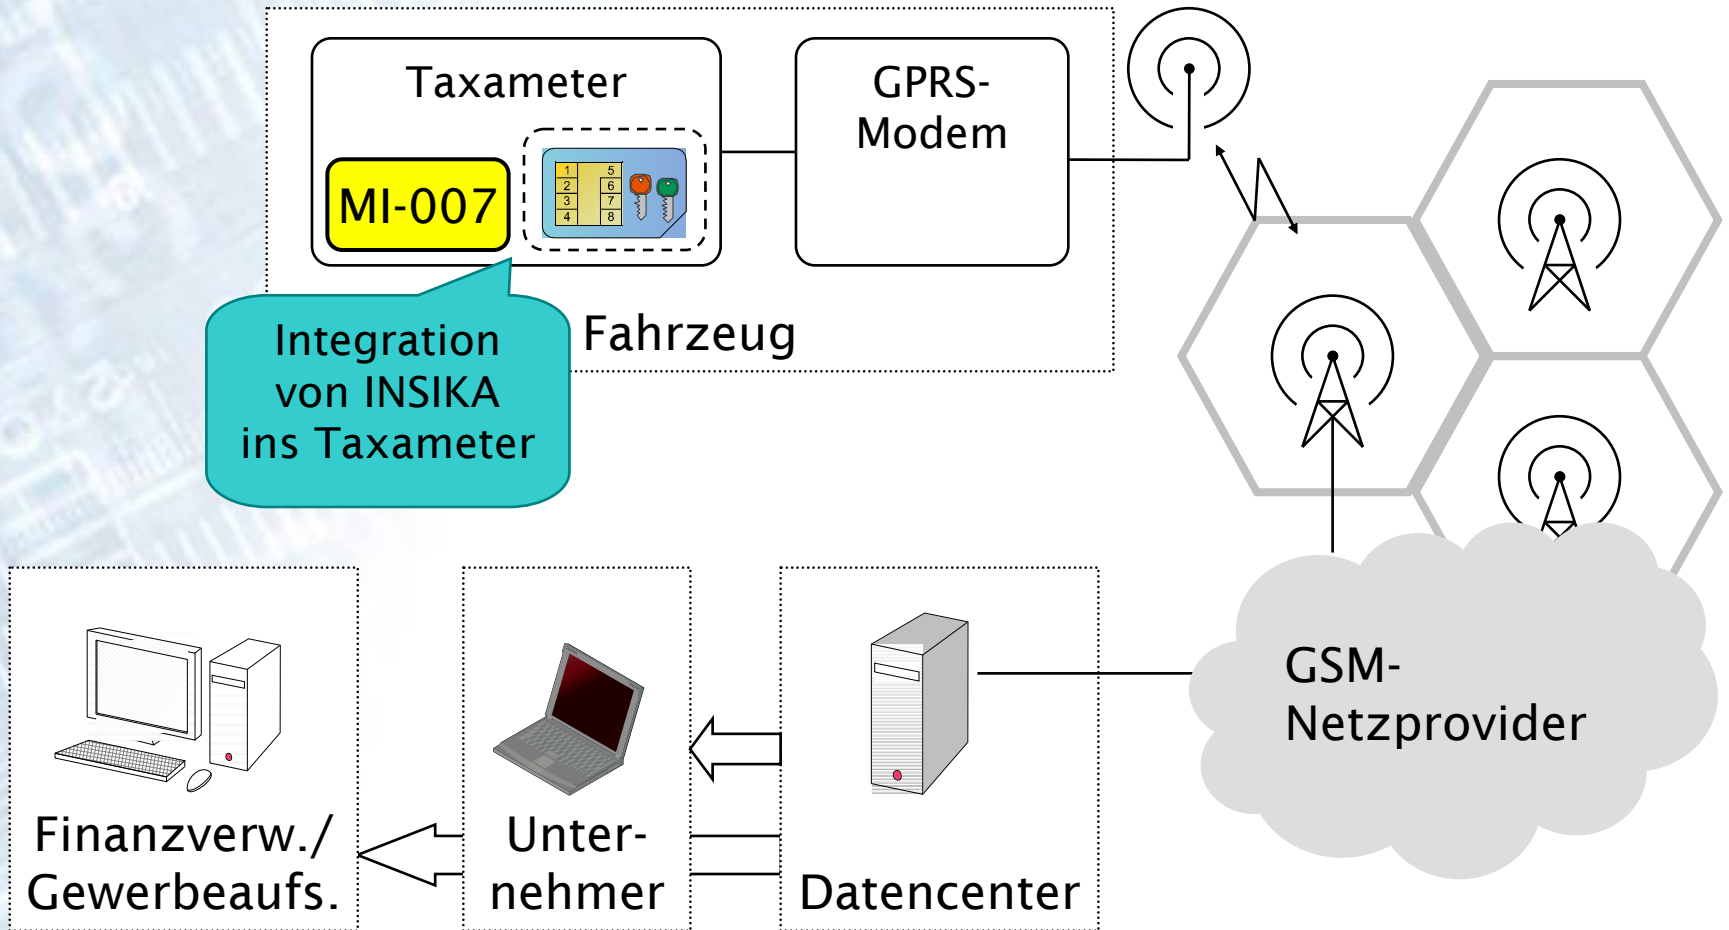 Taxameter
GPRS-
Modem
MI-007
1 5
2 6
3 7
4 8
Fahrzeug
Integration
von INSIKA
ins Taxameter
GSM-
Netzprovider
Finanzverw./
Gewerbeaufs.
Unter-
nehmer
Datencenter